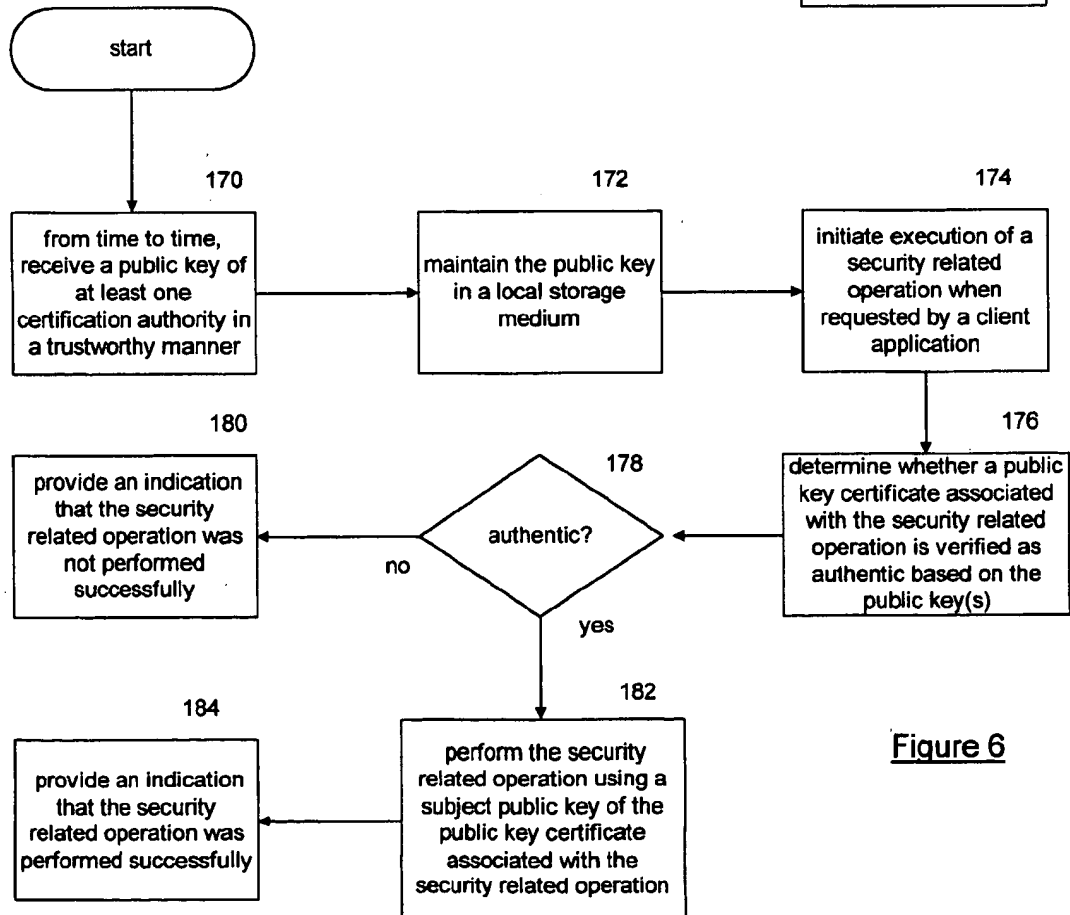 start
170
from time to time,
receive a public key of
at least one
certification authority in
a trustworthy manner
172
maintain the public key
in a local storage
medium
174
initiate execution of a
security related
operation when
requested by a client
application
176
determine whether a public
key certificate associated
with the security related
operation is verified as
authentic based on the
public key(s)
178
authentic?
no
yes
180
provide an indication
that the security
related operation was
not performed
successfully
182
perform the security
related operation using a
subject public key of the
public key certificate
associated with the
security related operation
184
provide an indication
that the security
related operation was
performed successfully
Figure 6